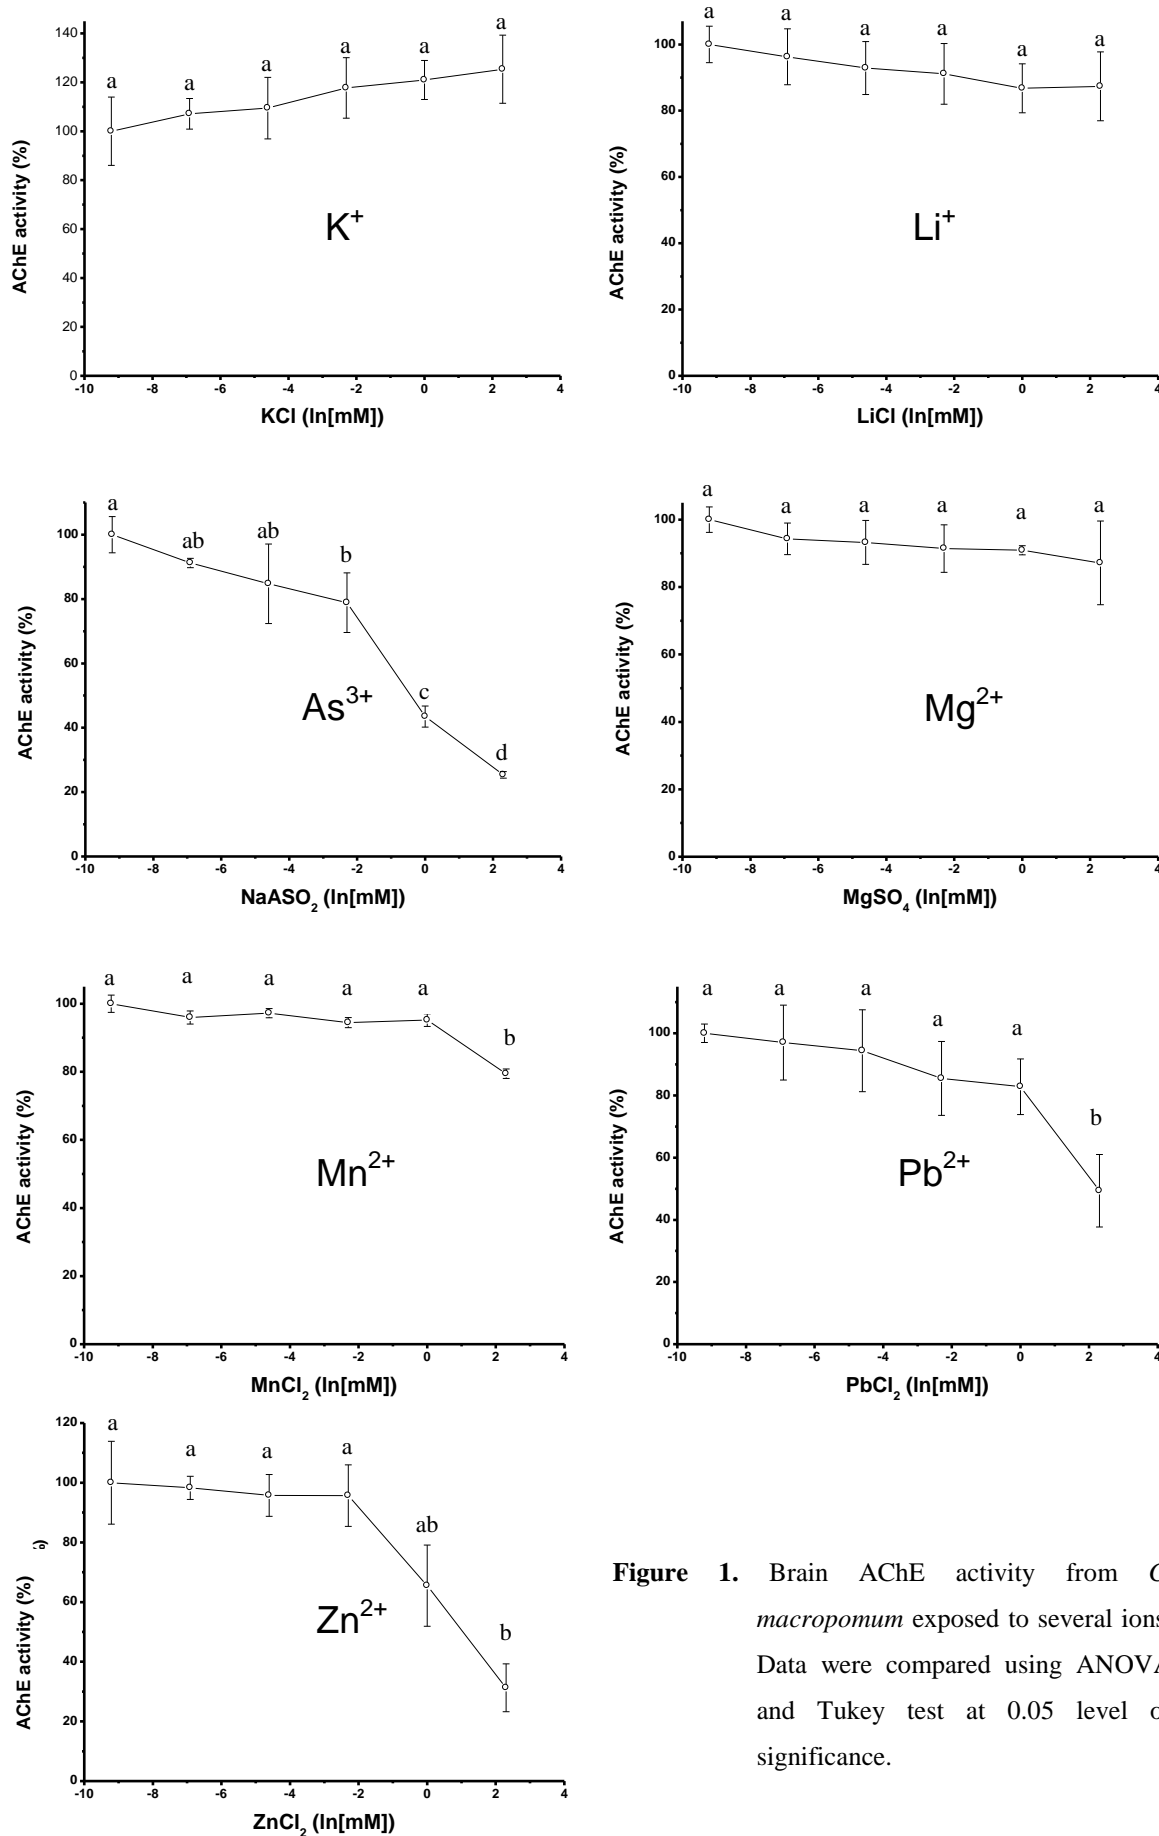 a a a a a a
140
120
100
80
60
40
20
0
AChE activity (%)
K⁺
-10 -8 -6 -4 -2 0 2 4
KCl (ln[mM])
a a a a a a
100
80
60
40
20
0
AChE activity (%)
Li⁺
-10 -8 -6 -4 -2 0 2 4
LiCl (ln[mM])
a ab ab b c d
100
80
60
40
20
0
AChE activity (%)
As³⁺
-10 -8 -6 -4 -2 0 2 4
NaASO₂ (ln[mM])
a a a a a a
100
80
60
40
20
0
AChE activity (%)
Mg²⁺
-10 -8 -6 -4 -2 0 2 4
MgSO₄ (ln[mM])
a a a a a b
100
80
60
40
20
0
AChE activity (%)
Mn²⁺
-10 -8 -6 -4 -2 0 2 4
MnCl₂ (ln[mM])
a a a a a b
100
80
60
40
20
0
AChE activity (%)
Pb²⁺
-10 -8 -6 -4 -2 0 2 4
PbCl₂ (ln[mM])
a a a a ab b
120
100
80
60
40
20
0
AChE activity (%)
Zn²⁺
-10 -8 -6 -4 -2 0 2 4
ZnCl₂ (ln[mM])
Figure 1. Brain AChE activity from C
macropomum exposed to several ions
Data were compared using ANOVA
and Tukey test at 0.05 level o
significance.